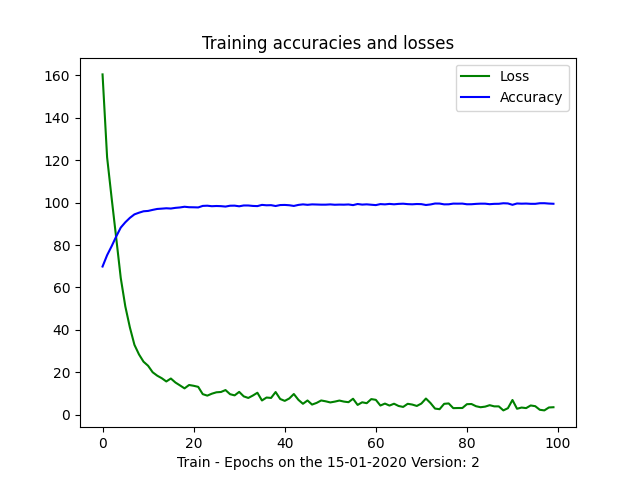 Training accuracies and losses
Loss
Accuracy
160
140
120
100
80
60
40
20
0
0 20 40 60 80 100
Train - Epochs on the 15-01-2020 Version: 2